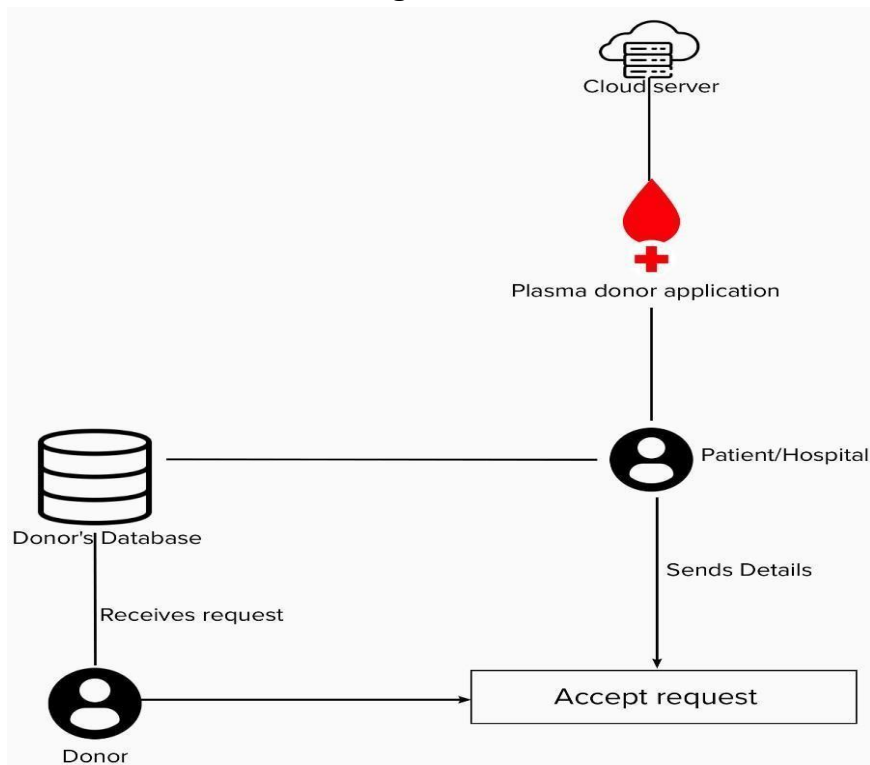 Cloud server
Plasma donor application
Patient/Hospital
Donor's Database
Sends Details
Receives request
Accept request
Donor